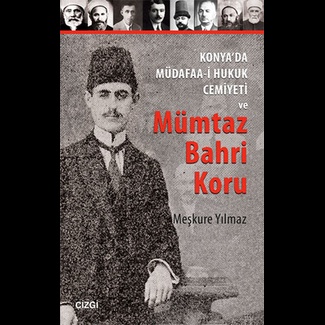 KONYA'DA
MÜDAFAA-İ HUKUK
CEMİYETİ
ve
Mümtaz
Bahri
Koru
Meşkure Yılmaz
ÇİZGİ